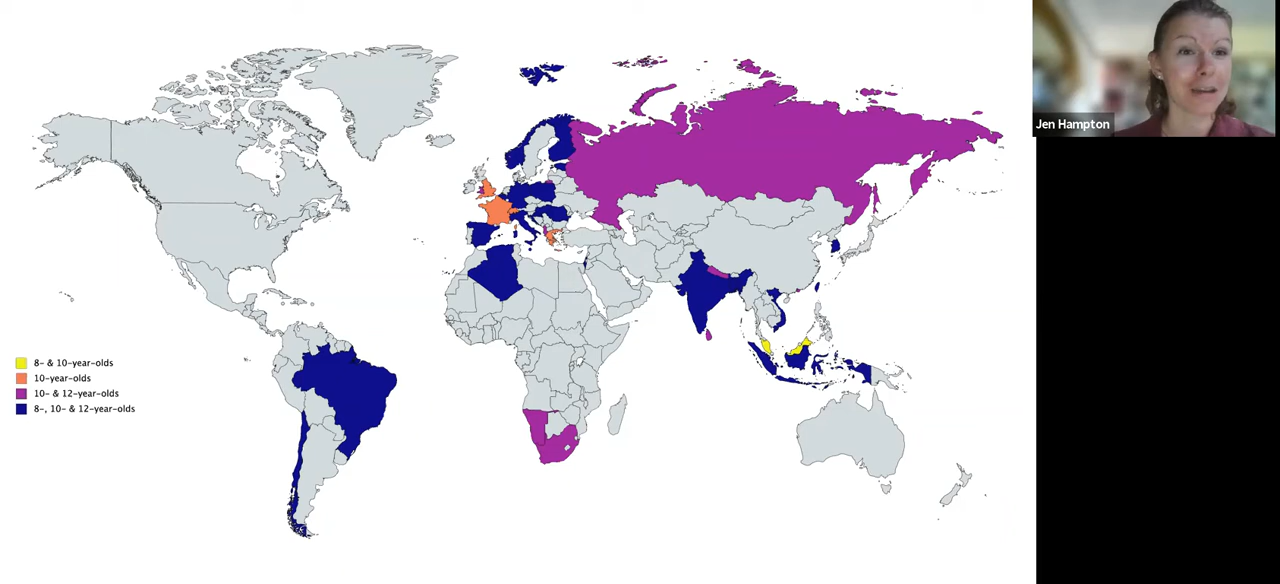 Jen Hampton
8- & 10-year-olds
10-year-olds
10- & 12-year-olds
8-, 10- & 12-year-olds